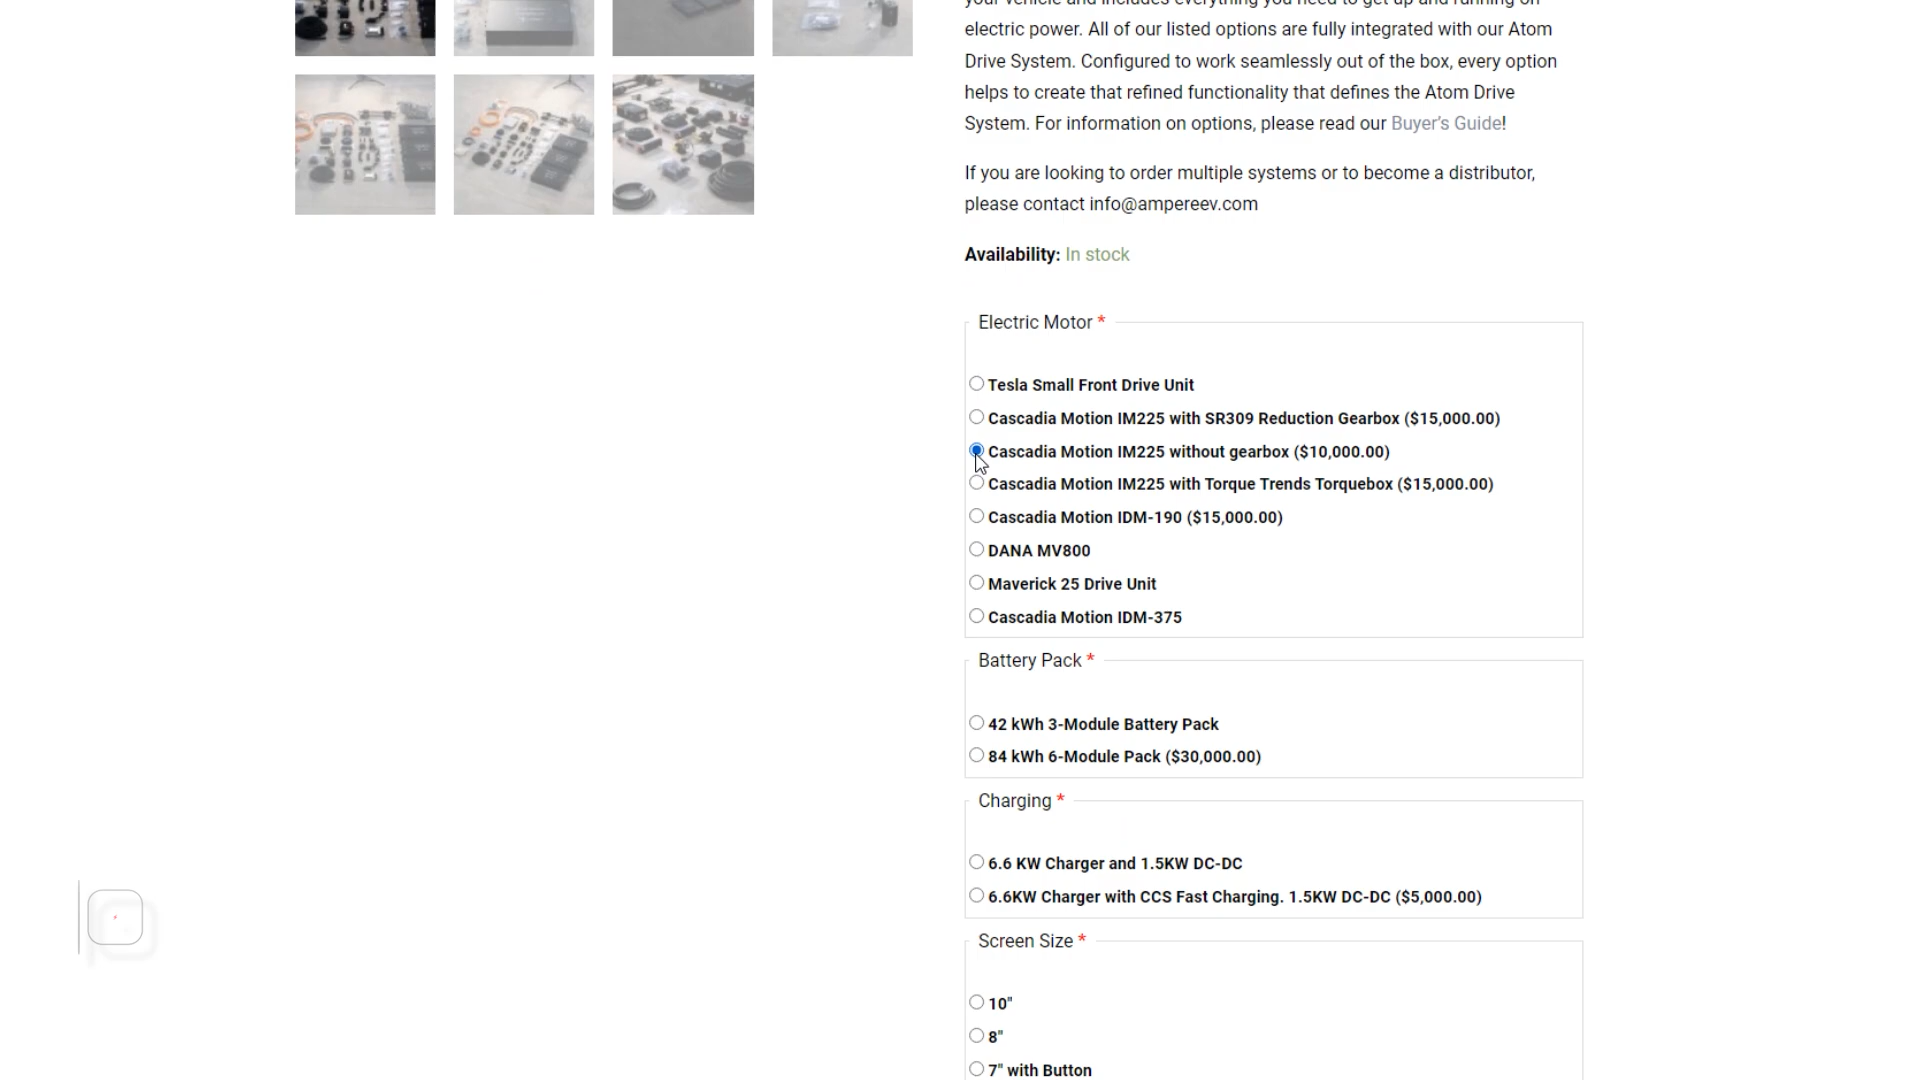 electric power. All of our listed options are fully integrated with our Atom
Drive System. Configured to work seamlessly out of the box, every option
helps to create that refined functionality that defines the Atom Drive
System. For information on options, please read our Buyer's Guide!
If you are looking to order multiple systems or to become a distributor,
please contact info@ampereev.com
Availability: In stock
Electric Motor *
Tesla Small Front Drive Unit
Cascadia Motion IM225 with SR309 Reduction Gearbox ($15,000.00)
Cascadia Motion IM225 without gearbox ($10,000.00)
Cascadia Motion IM225 with Torque Trends Torquebox ($15,000.00)
Cascadia Motion IDM-190 ($15,000.00)
DANA MV800
Maverick 25 Drive Unit
Cascadia Motion IDM-375
Battery Pack *
42 kWh 3-Module Battery Pack
84 kWh 6-Module Pack ($30,000.00)
Charging *
6.6 KW Charger and 1.5KW DC-DC
6.6KW Charger with CCS Fast Charging. 1.5KW DC-DC ($5,000.00)
Screen Size *
10"
8"
7" with Button